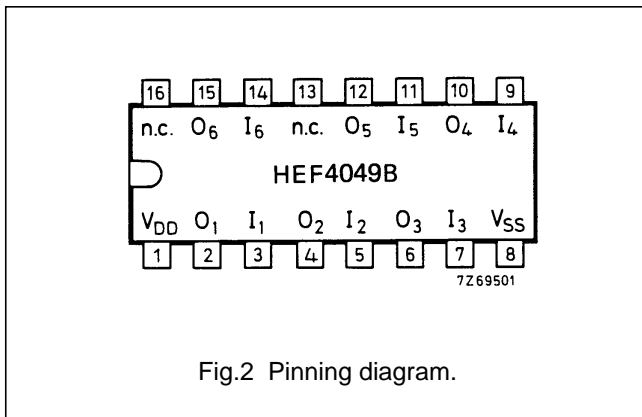 16 15 14 13 12 11 10 9
n.c. O6 I6 n.c. O5 I5 O4 I4
HEF4049B
VDD O1 I1 O2 I2 O3 I3 VSS
1 2 3 4 5 6 7 8
7Z69501
Fig.2 Pinning diagram.